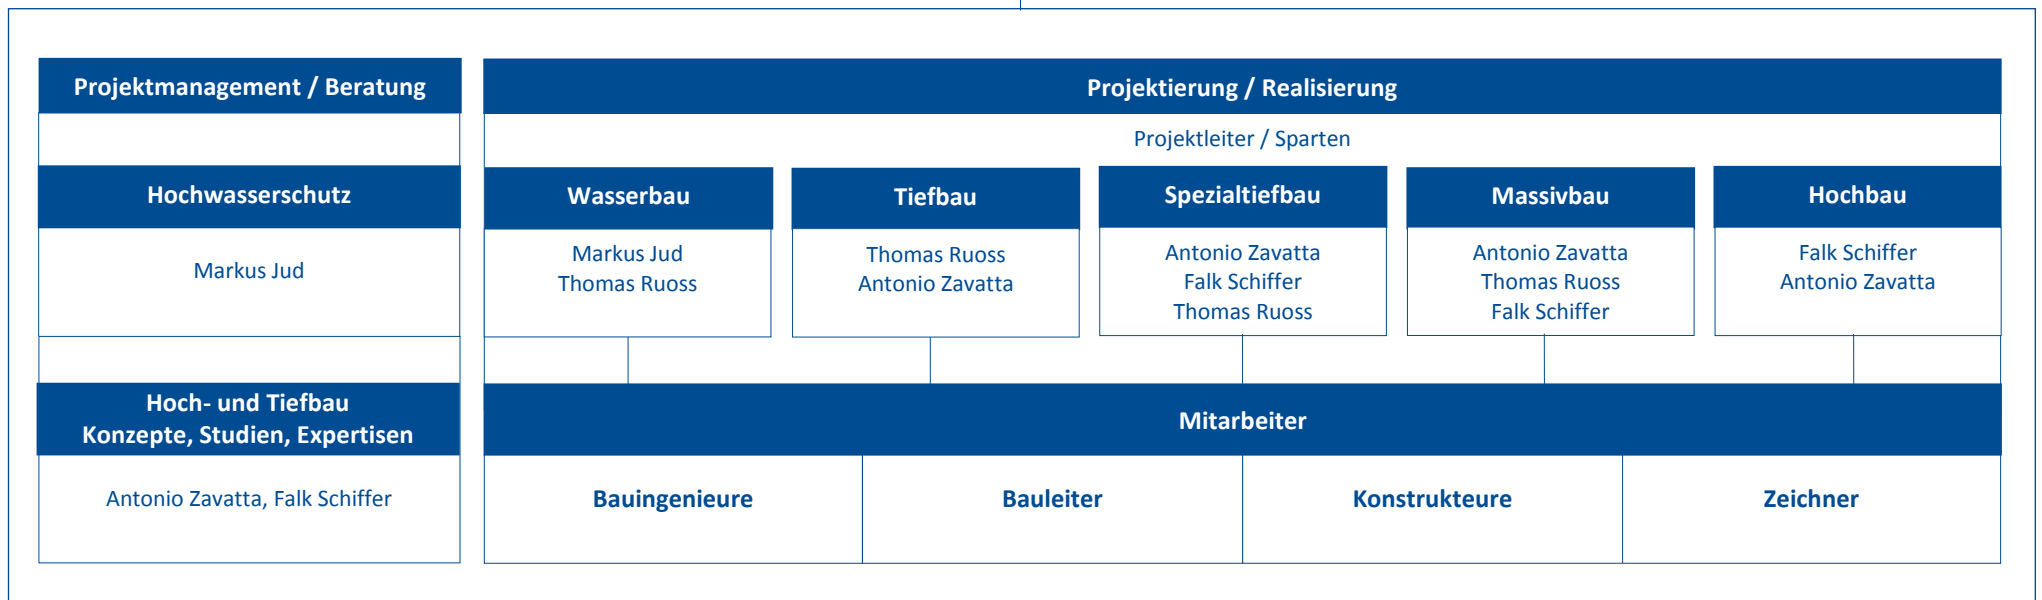 Projektmanagement / Beratung
Hochwasserschutz
Markus Jud
Hoch- und Tiefbau
Konzepte, Studien, Expertisen
Antonio Zavatta, Falk Schiffer
Projektierung / Realisierung
Projektleiter / Sparten
Wasserbau
Markus Jud
Thomas Ruoss
Tiefbau
Thomas Ruoss
Antonio Zavatta
Spezialtiefbau
Antonio Zavatta
Falk Schiffer
Thomas Ruoss
Massivbau
Antonio Zavatta
Thomas Ruoss
Falk Schiffer
Hochbau
Falk Schiffer
Antonio Zavatta
Mitarbeiter
Bauingenieure
Bauleiter
Konstrukteure
Zeichner